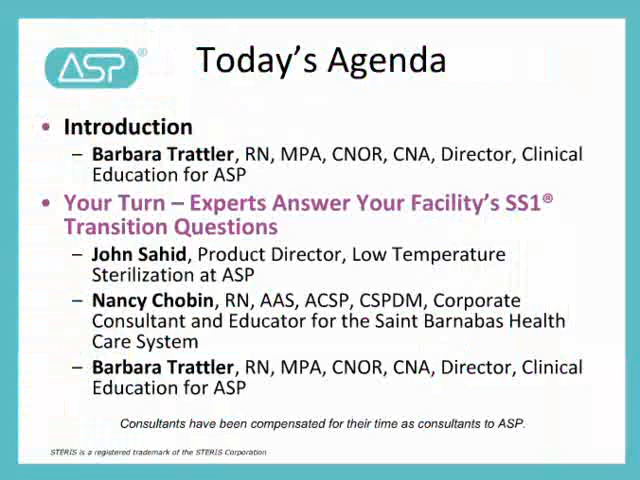 ASP®
Today's Agenda
• Introduction
– Barbara Trattler, RN, MPA, CNOR, CNA, Director, Clinical
Education for ASP
• Your Turn – Experts Answer Your Facility's SS1®
Transition Questions
– John Sahid, Product Director, Low Temperature
Sterilization at ASP
– Nancy Chobin, RN, AAS, ACSP, CSPDM, Corporate
Consultant and Educator for the Saint Barnabas Health
Care System
– Barbara Trattler, RN, MPA, CNOR, CNA, Director, Clinical
Education for ASP
Consultants have been compensated for their time as consultants to ASP.
STERIS is a registered trademark of the STERIS Corporation